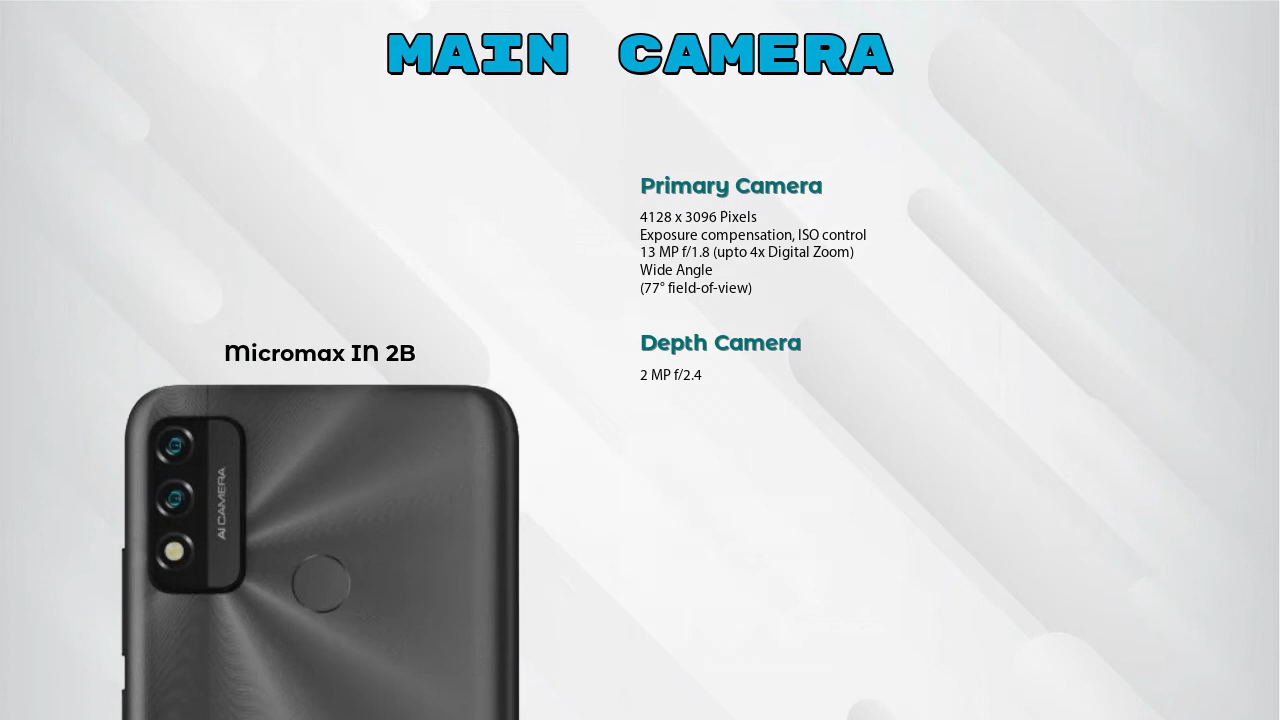 MAIN CAMERA
Primary Camera
4128 x 3096 Pixels
Exposure compensation, ISO control
13 MP f/1.8 (upto 4x Digital Zoom)
Wide Angle
(77° field-of-view)
Depth Camera
2 MP f/2.4
Micromax IN 2B
AI CAMERA